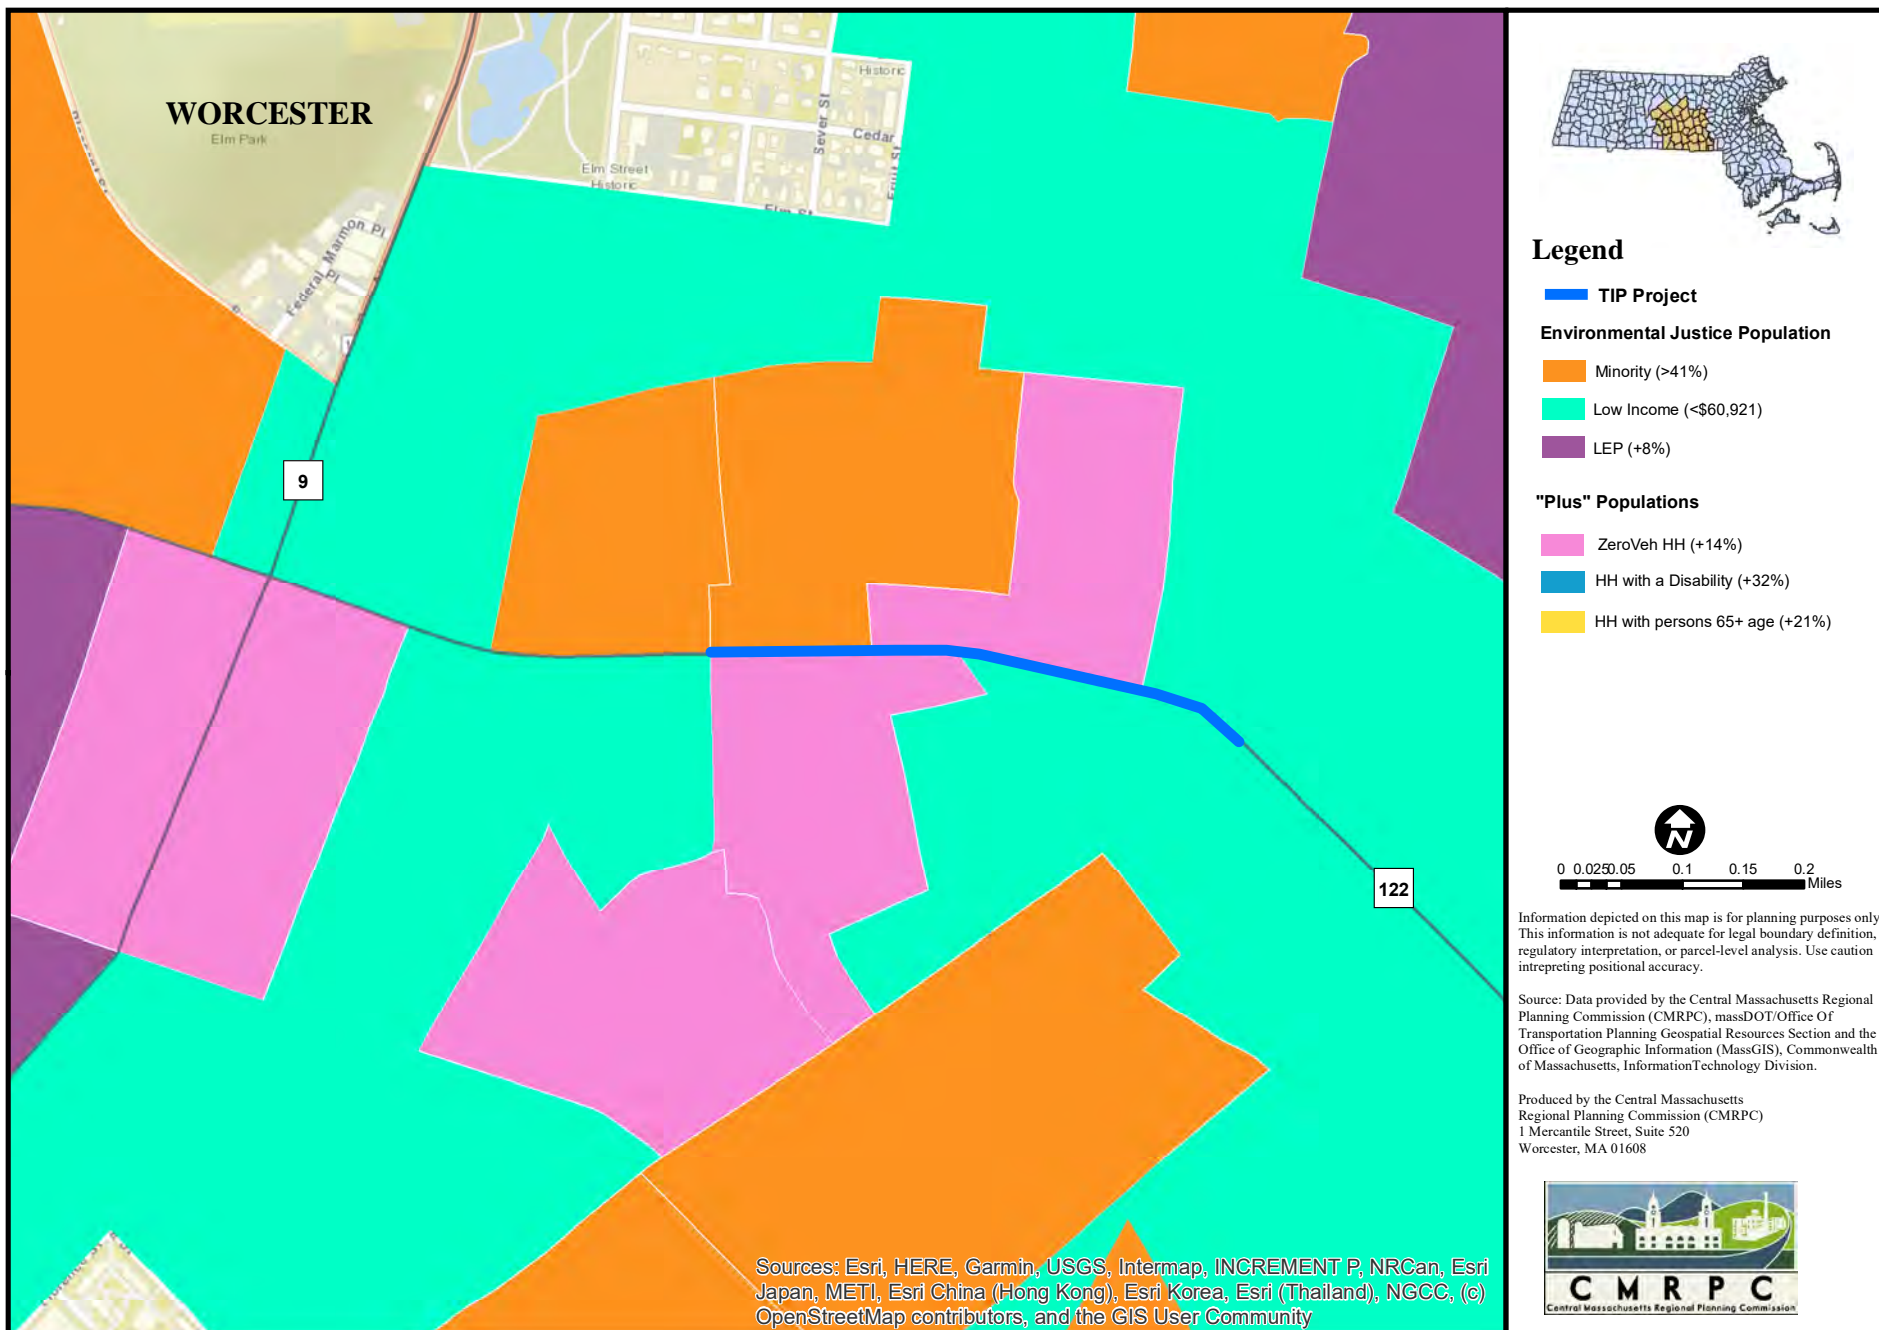 WORCESTER
Elm Park
Historic
Cedar
Sever St
Elm Street
Historic
Elm St
Marmon Pl
Federal
Pl
9
122
Sources: Esri, HERE, Garmin, USGS, Intermap, INCREMENT P, NRCan, Esri
Japan, METI, Esri China (Hong Kong), Esri Korea, Esri (Thailand), NGCC, (c)
OpenStreetMap contributors, and the GIS User Community
Legend
TIP Project
Environmental Justice Population
Minority (>41%)
Low Income (<$60,921)
LEP (+8%)
"Plus" Populations
ZeroVeh HH (+14%)
HH with a Disability (+32%)
HH with persons 65+ age (+21%)
N
0 0.025 0.05 0.1 0.15 0.2
Miles
Information depicted on this map is for planning purposes only
This information is not adequate for legal boundary definition,
regulatory interpretation, or parcel-level analysis. Use caution
intrepreting positional accuracy.
Source: Data provided by the Central Massachusetts Regional
Planning Commission (CMRPC), massDOT/Office Of
Transportation Planning Geospatial Resources Section and the
Office of Geographic Information (MassGIS), Commonwealth
of Massachusetts, InformationTechnology Division.
Produced by the Central Massachusetts
Regional Planning Commission (CMRPC)
1 Mercantile Street, Suite 520
Worcester, MA 01608
CMRPC
Central Massachusetts Regional Planning Commission